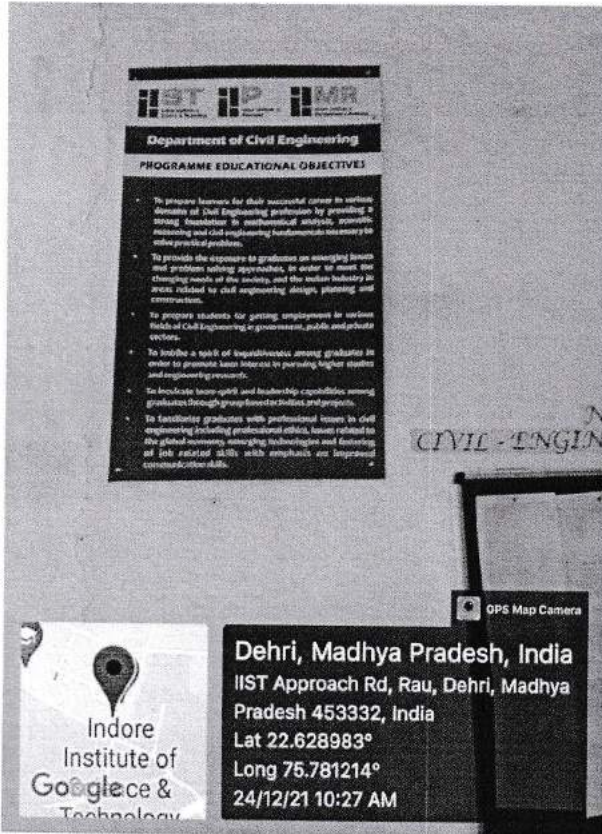 IIST IIP IIMR
Department of Civil Engineering
PROGRAMME EDUCATIONAL OBJECTIVES
• To prepare learners for their successful career in various
domains of Civil Engineering profession by providing a
strong foundation in mathematical analysis, scientific
reasoning and civil engineering fundamentals necessary to
solve practical problem.
• To provide the exposure to graduates on emerging issues
and problem solving approaches, in order to meet the
changing needs of the society, and the Indian Industry in
areas related to civil engineering design, planning and
construction.
• To prepare students for getting employment in various
fields of Civil Engineering in government, public and private
sectors.
• To imbibe a spirit of inquisitiveness among graduates in
order to promote keen interest in pursuing higher studies
and engineering research.
• To inculcate team spirit and leadership capabilities among
graduates through group based activities and projects.
• To familiarize graduates with professional issues in civil
engineering including professional ethics, issues related to
the global economy, emerging technologies and fostering
of job related skills with emphasis on improved
communication skills.
N
CIVIL - ENGIN
GPS Map Camera
Dehri, Madhya Pradesh, India
IIST Approach Rd, Rau, Dehri, Madhya
Pradesh 453332, India
Lat 22.628983°
Long 75.781214°
24/12/21 10:27 AM
Indore
Institute of
Science &
Technology
Google